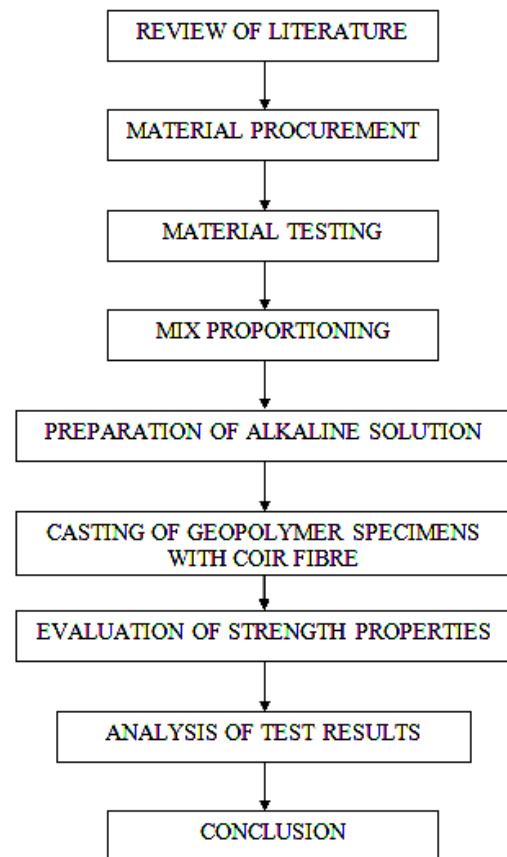 REVIEW OF LITERATURE
MATERIAL PROCUREMENT
MATERIAL TESTING
MIX PROPORTIONING
PREPARATION OF ALKALINE SOLUTION
CASTING OF GEOPOLYMER SPECIMENS
WITH COIR FIBRE
EVALUATION OF STRENGTH PROPERTIES
ANALYSIS OF TEST RESULTS
CONCLUSION